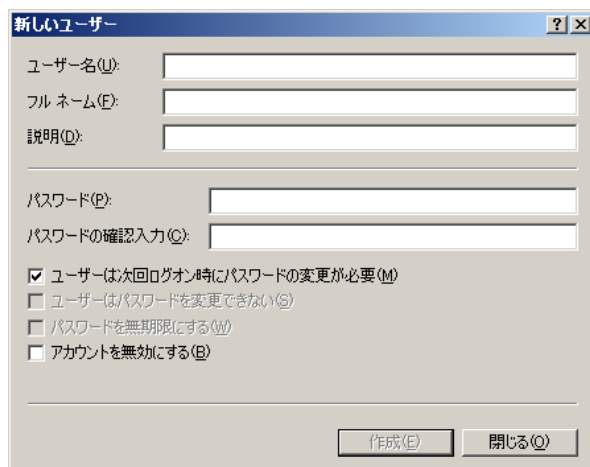 新しいユーザー
ユーザー名(U):
フル ネーム(F):
説明(D):
パスワード(P):
パスワードの確認入力(C):
ユーザーは次回ログオン時にパスワードの変更が必要(M)
ユーザーはパスワードを変更できない(S)
パスワードを無期限にする(W)
アカウントを無効にする(B)
作成(E) 閉じる(O)